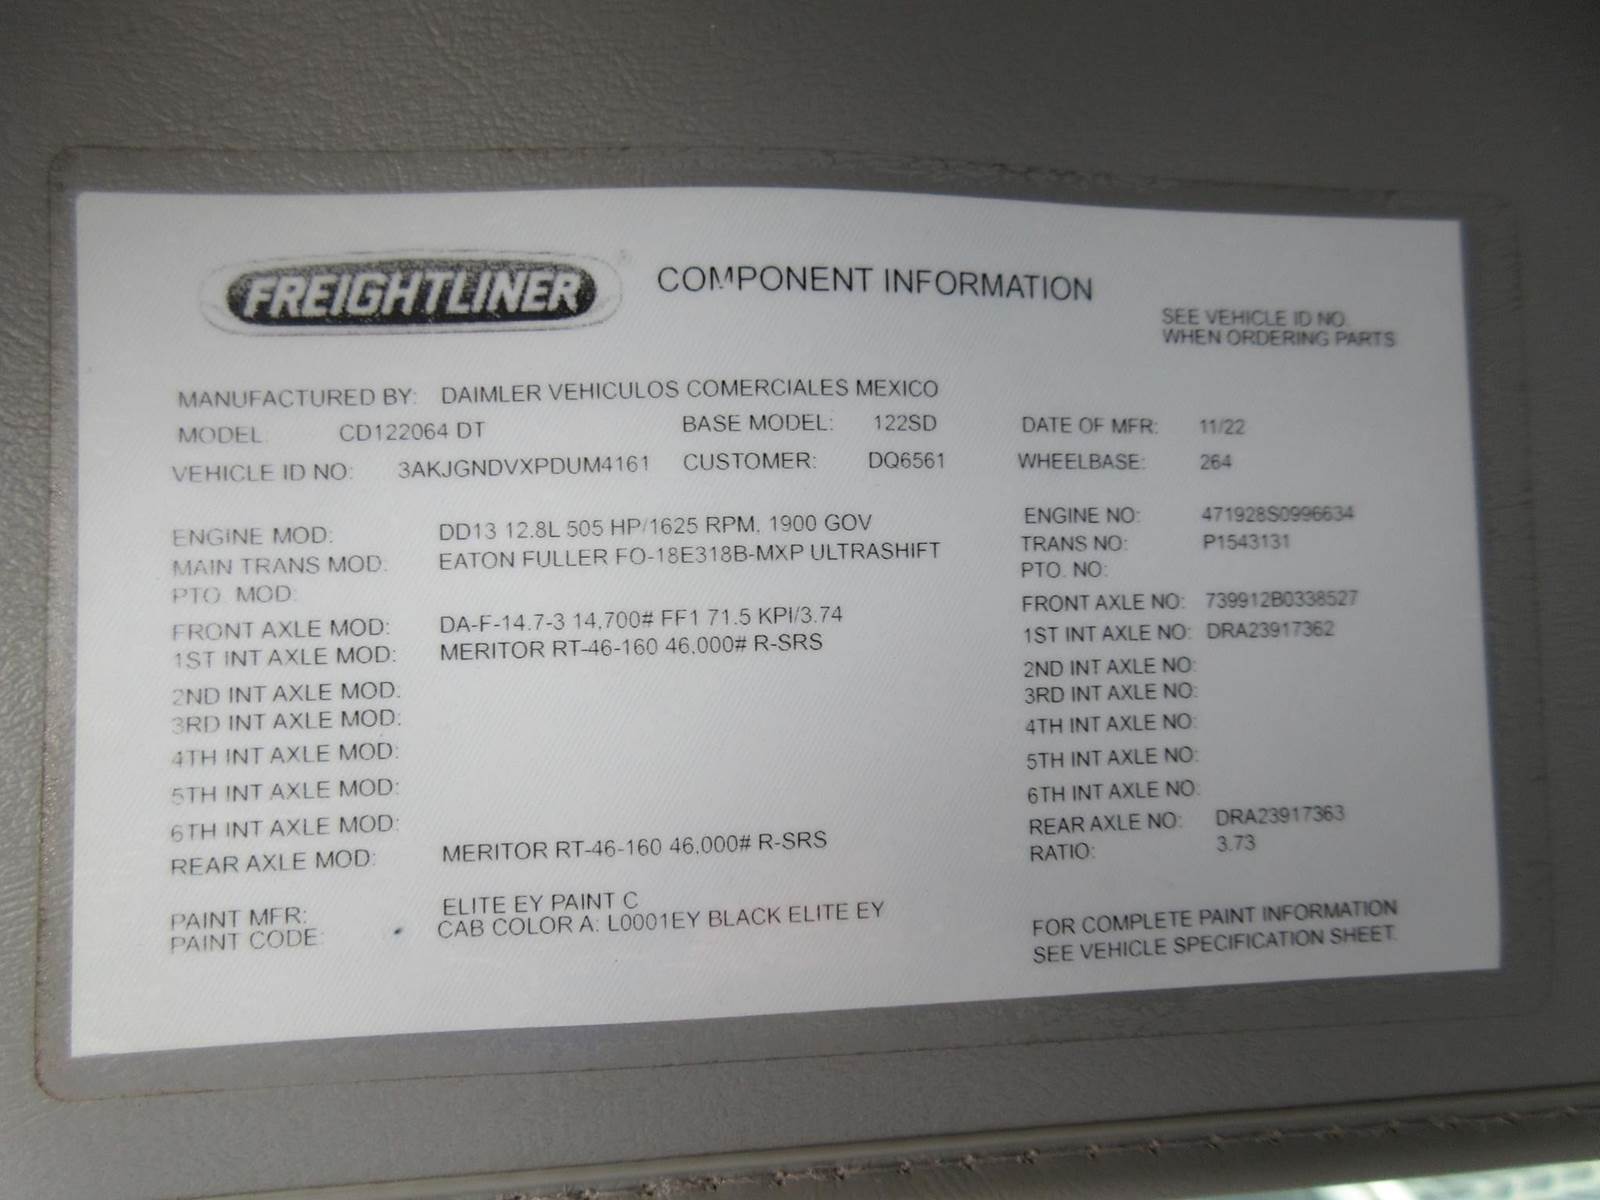 FREIGHTLINER COMPONENT INFORMATION
SEE VEHICLE ID NO.
WHEN ORDERING PARTS
MANUFACTURED BY: DAIMLER VEHICULOS COMERCIALES MEXICO
MODEL: CD122064 DT BASE MODEL: 122SD DATE OF MFR: 11/22
VEHICLE ID NO: 3AKJGNDVXPDUM4161 CUSTOMER: DQ6561 WHEELBASE: 264
ENGINE MOD: DD13 12.8L 505 HP/1625 RPM, 1900 GOV ENGINE NO: 471928S0996634
MAIN TRANS MOD: EATON FULLER FO-18E318B-MXP ULTRASHIFT TRANS NO: P1543131
PTO. MOD: PTO. NO:
FRONT AXLE MOD: DA-F-14.7-3 14,700# FF1 71.5 KPI/3.74 FRONT AXLE NO: 739912B0338527
1ST INT AXLE MOD: MERITOR RT-46-160 46,000# R-SRS 1ST INT AXLE NO: DRA23917362
2ND INT AXLE MOD: 2ND INT AXLE NO:
3RD INT AXLE MOD: 3RD INT AXLE NO:
4TH INT AXLE MOD: 4TH INT AXLE NO:
5TH INT AXLE MOD: 5TH INT AXLE NO:
6TH INT AXLE MOD: 6TH INT AXLE NO:
REAR AXLE MOD: MERITOR RT-46-160 46,000# R-SRS REAR AXLE NO: DRA23917363
RATIO: 3.73
PAINT MFR: ELITE EY PAINT C
PAINT CODE: CAB COLOR A: L0001EY BLACK ELITE EY
FOR COMPLETE PAINT INFORMATION
SEE VEHICLE SPECIFICATION SHEET.